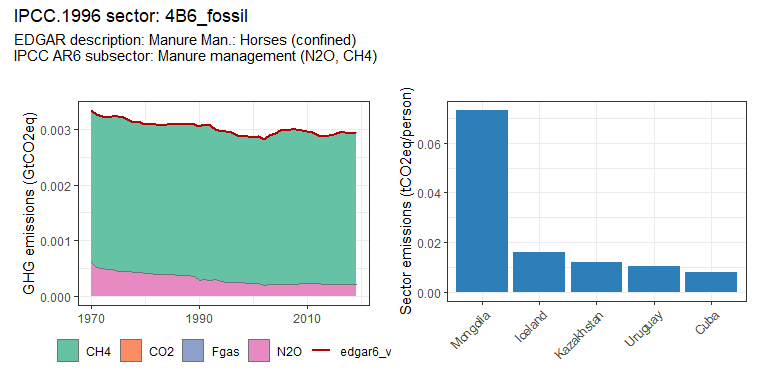 IPCC.1996 sector: 4B6_fossil
EDGAR description: Manure Man.: Horses (confined)
IPCC AR6 subsector: Manure management (N2O, CH4)
GHG emissions (GtCO2eq)
0.003
0.002
0.001
0.000
1970
1990
2010
CH4
CO2
Fgas
N2O
edgar6_v
Sector emissions (tCO2eq/person)
0.06
0.04
0.02
0.00
Mongolia
Iceland
Kazakhstan
Uruguay
Cuba